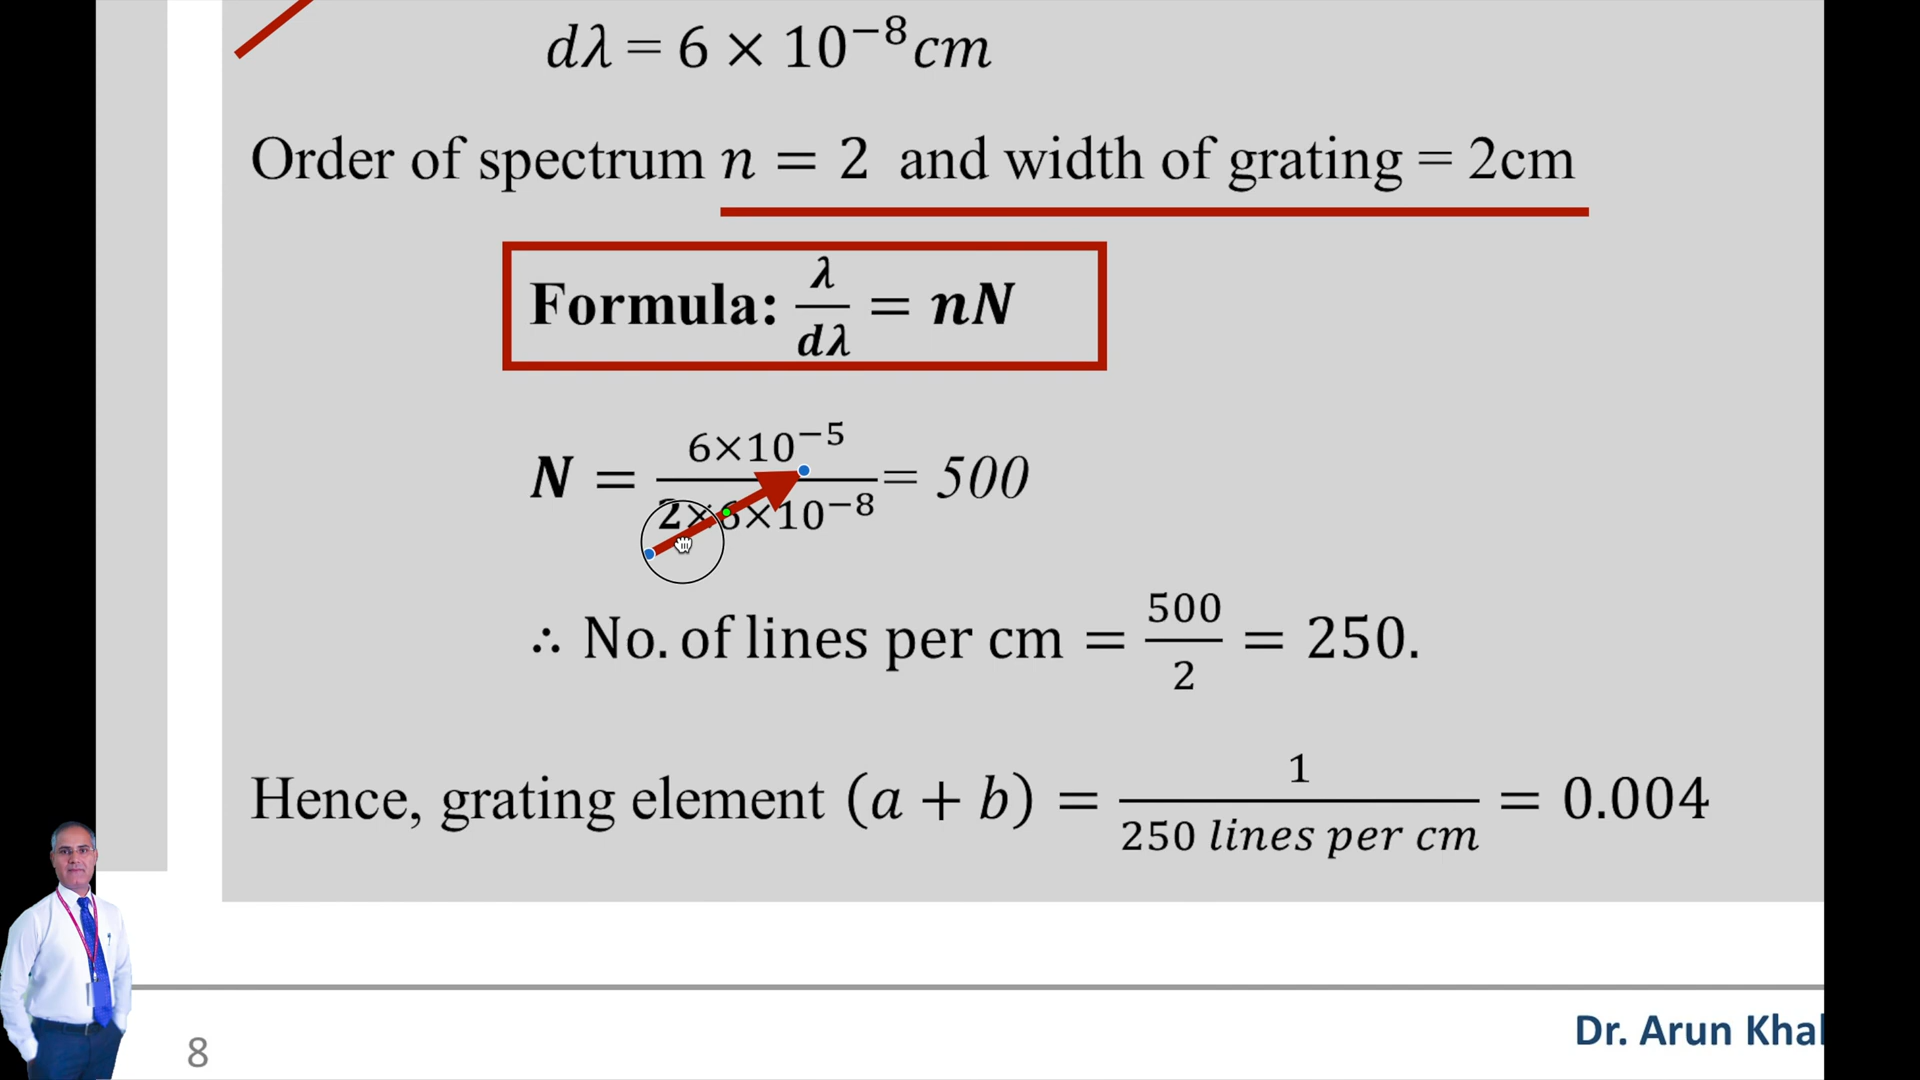 dλ = 6 × 10⁻⁸cm
Order of spectrum n = 2 and width of grating = 2cm
Formula: λ/dλ = nN
N = 6×10⁻⁵/2×6×10⁻⁸ = 500
∴ No. of lines per cm = 500/2 = 250.
Hence, grating element (a + b) = 1/250 lines per cm = 0.004
8
Dr. Arun Khal